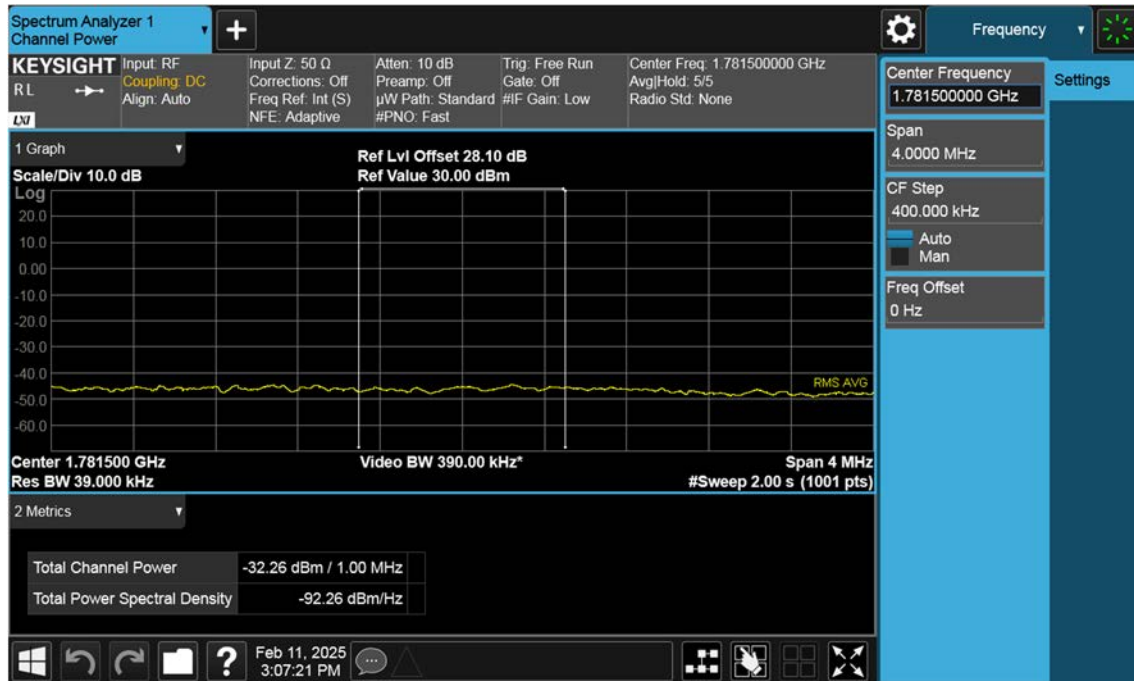 Spectrum Analyzer 1
Channel Power
Frequency
KEYSIGHT
RL
LXI
Input: RF
Coupling: DC
Align: Auto
Input Z: 50 Ω
Corrections: Off
Freq Ref: Int (S)
NFE: Adaptive
Atten: 10 dB
Preamp: Off
µW Path: Standard
#PNO: Fast
Trig: Free Run
Gate: Off
#IF Gain: Low
Center Freq: 1.781500000 GHz
Avg|Hold: 5/5
Radio Std: None
Center Frequency
1.781500000 GHz
Settings
Span
4.0000 MHz
CF Step
400.000 kHz
Auto
Man
Freq Offset
0 Hz
1 Graph
Scale/Div 10.0 dB
Ref Lvl Offset 28.10 dB
Ref Value 30.00 dBm
Log
20.0
10.0
0.00
-10.0
-20.0
-30.0
-40.0
-50.0
-60.0
RMS AVG
Center 1.781500 GHz
Video BW 390.00 kHz*
Span 4 MHz
Res BW 39.000 kHz
#Sweep 2.00 s (1001 pts)
2 Metrics
Total Channel Power -32.26 dBm / 1.00 MHz
Total Power Spectral Density -92.26 dBm/Hz
?
Feb 11, 2025
3:07:21 PM